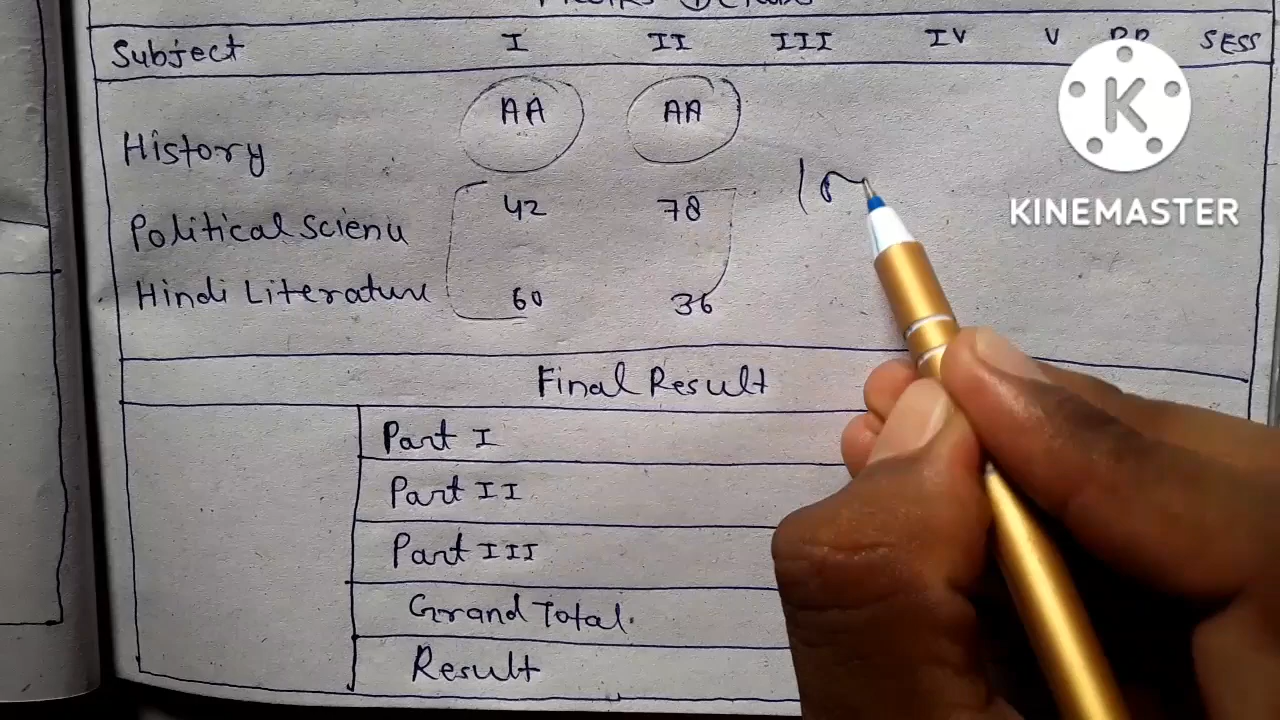 Subject I II III IV V PP SESS
K
KINEMASTER
History AA AA
Political Scienu 42 78
Hindi Literature 60 36
Final Result
Part I
Part II
Part III
Grand Total
Result